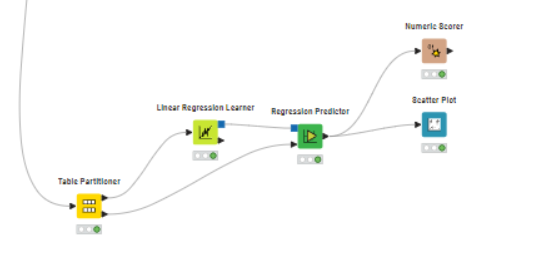 Numeric Scorer
Linear Regression Learner
Regression Predictor
Scatter Plot
Table Partitioner